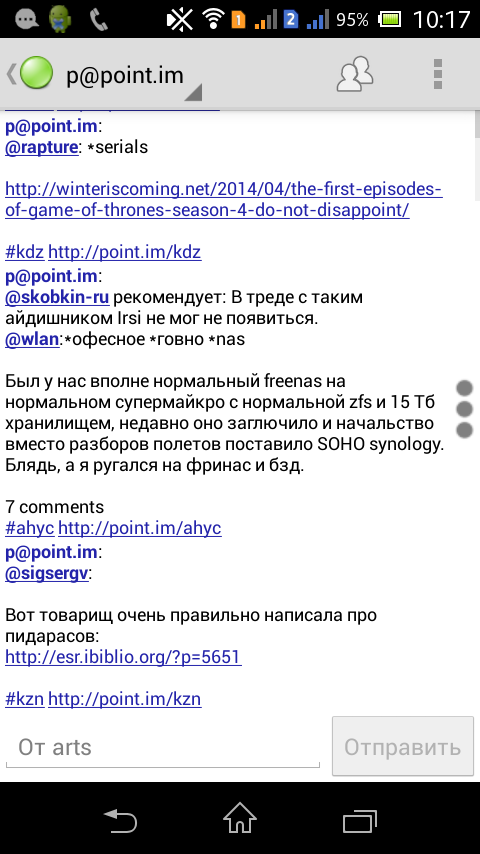 1
2
95%
10:17
p@point.im
p@point.im:
@rapture: *serials
http://winteriscoming.net/2014/04/the-first-episodes-
of-game-of-thrones-season-4-do-not-disappoint/
#kdz http://point.im/kdz
p@point.im:
@skobkin-ru рекомендует: В треде с таким
айдишником Irsi не мог не появиться.
@wlan:*офесное *говно *nas
Был у нас вполне нормальный freenas на
нормальном супермайкро с нормальной zfs и 15 Тб
хранилищем, недавно оно заглючило и начальство
вместо разборов полетов поставило SOHO synology.
Блядь, а я ругался на фринас и бзд.
7 comments
#ahyc http://point.im/ahyc
p@point.im:
@sigsergv:
Вот товарищ очень правильно написала про
пидарасов:
http://esr.ibiblio.org/?p=5651
#kzn http://point.im/kzn
От arts
Отправить